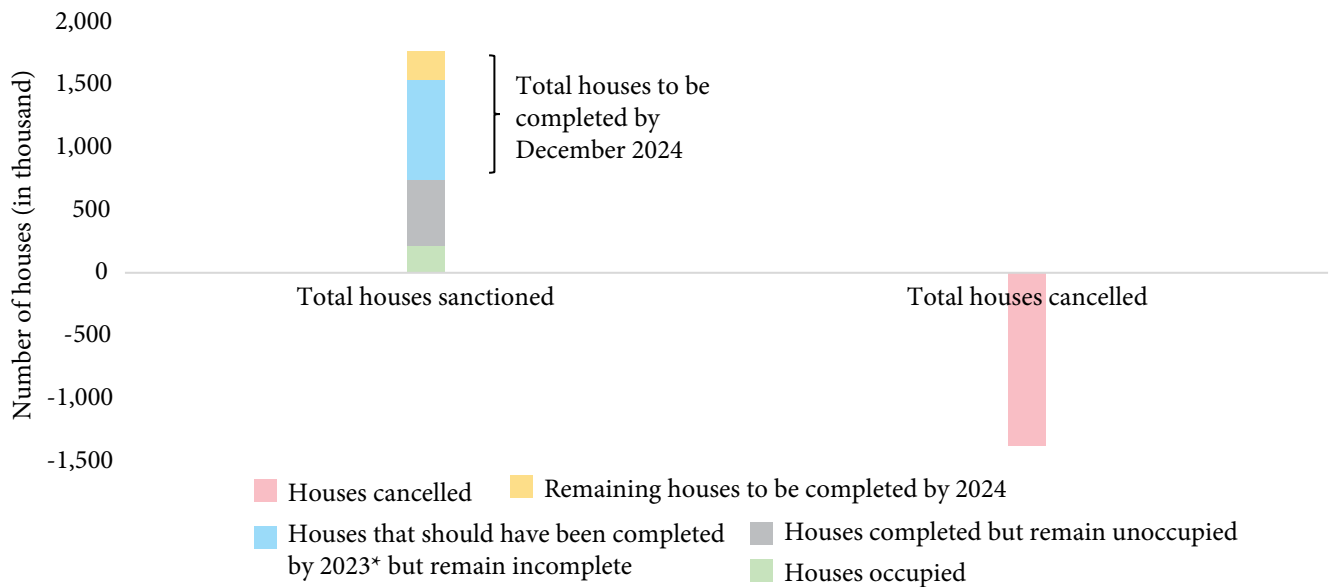 Number of houses (in thousand)
2,000
1,500
1,000
500
0
-500
-1,000
-1,500
Total houses to be
completed by
December 2024
Total houses sanctioned
Total houses cancelled
Houses cancelled
Remaining houses to be completed by 2024
Houses that should have been completed
by 2023* but remain incomplete
Houses completed but remain unoccupied
Houses occupied